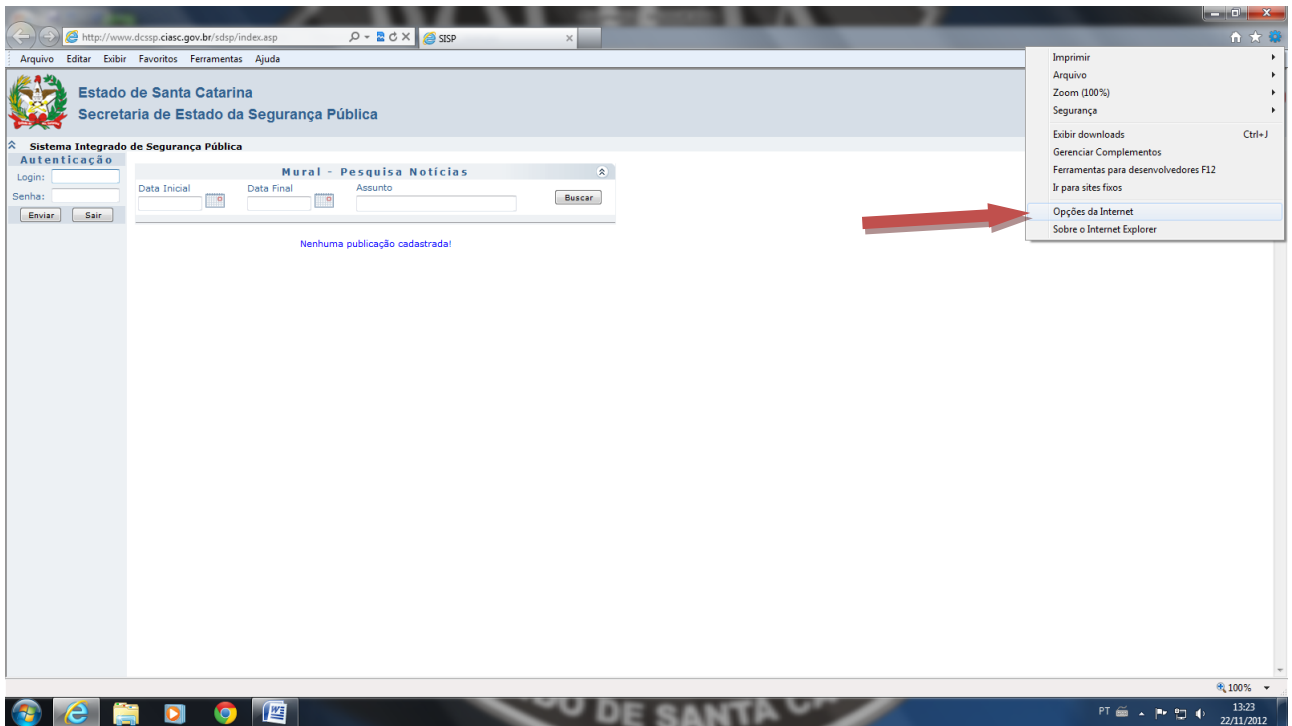 http://www.dcssp.ciasc.gov.br/sdsp/index.asp
SISP
Arquivo Editar Exibir Favoritos Ferramentas Ajuda
Estado de Santa Catarina
Secretaria de Estado da Segurança Pública
Sistema Integrado de Segurança Pública
Autenticação
Login:
Senha:
Enviar Sair
Mural - Pesquisa Notícias
Data Inicial Data Final Assunto
Buscar
Nenhuma publicação cadastrada!
Imprimir
Arquivo
Zoom (100%)
Segurança
Exibir downloads Ctrl+J
Gerenciar Complementos
Ferramentas para desenvolvedores F12
Ir para sites fixos
Opções da Internet
Sobre o Internet Explorer
100%
DE SANTA
PT
13:23
22/11/2012